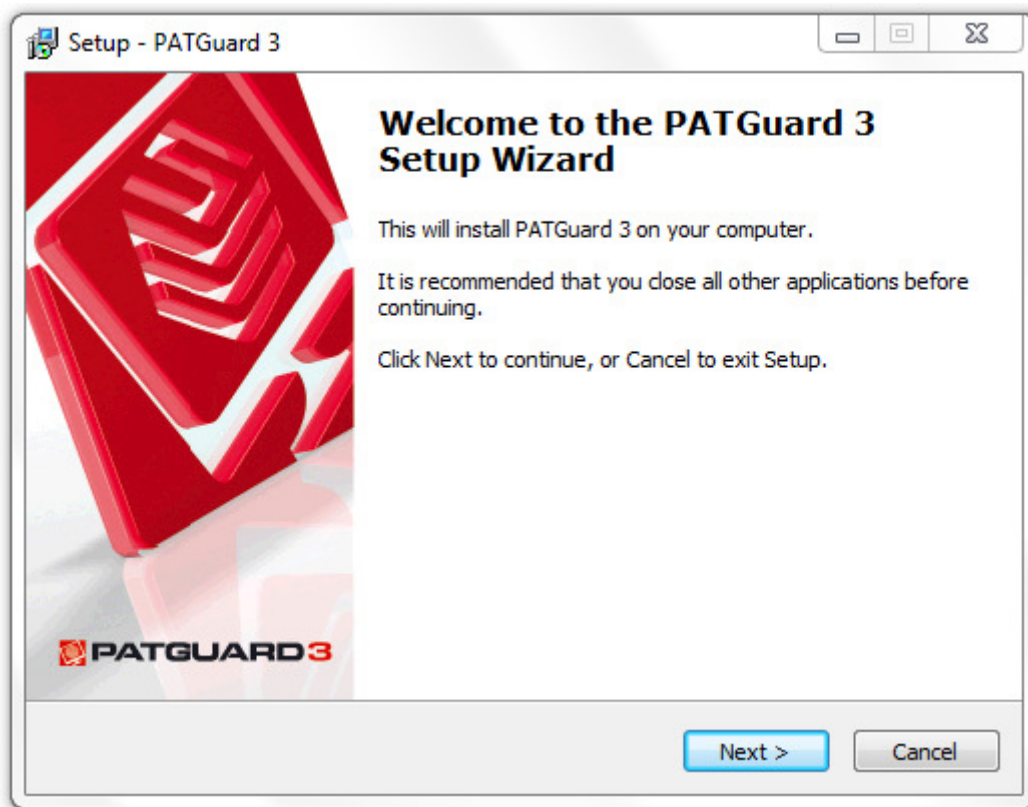 Setup - PATGuard 3
Welcome to the PATGuard 3
Setup Wizard
This will install PATGuard 3 on your computer.
It is recommended that you close all other applications before
continuing.
Click Next to continue, or Cancel to exit Setup.
PATGUARD3
Next >
Cancel